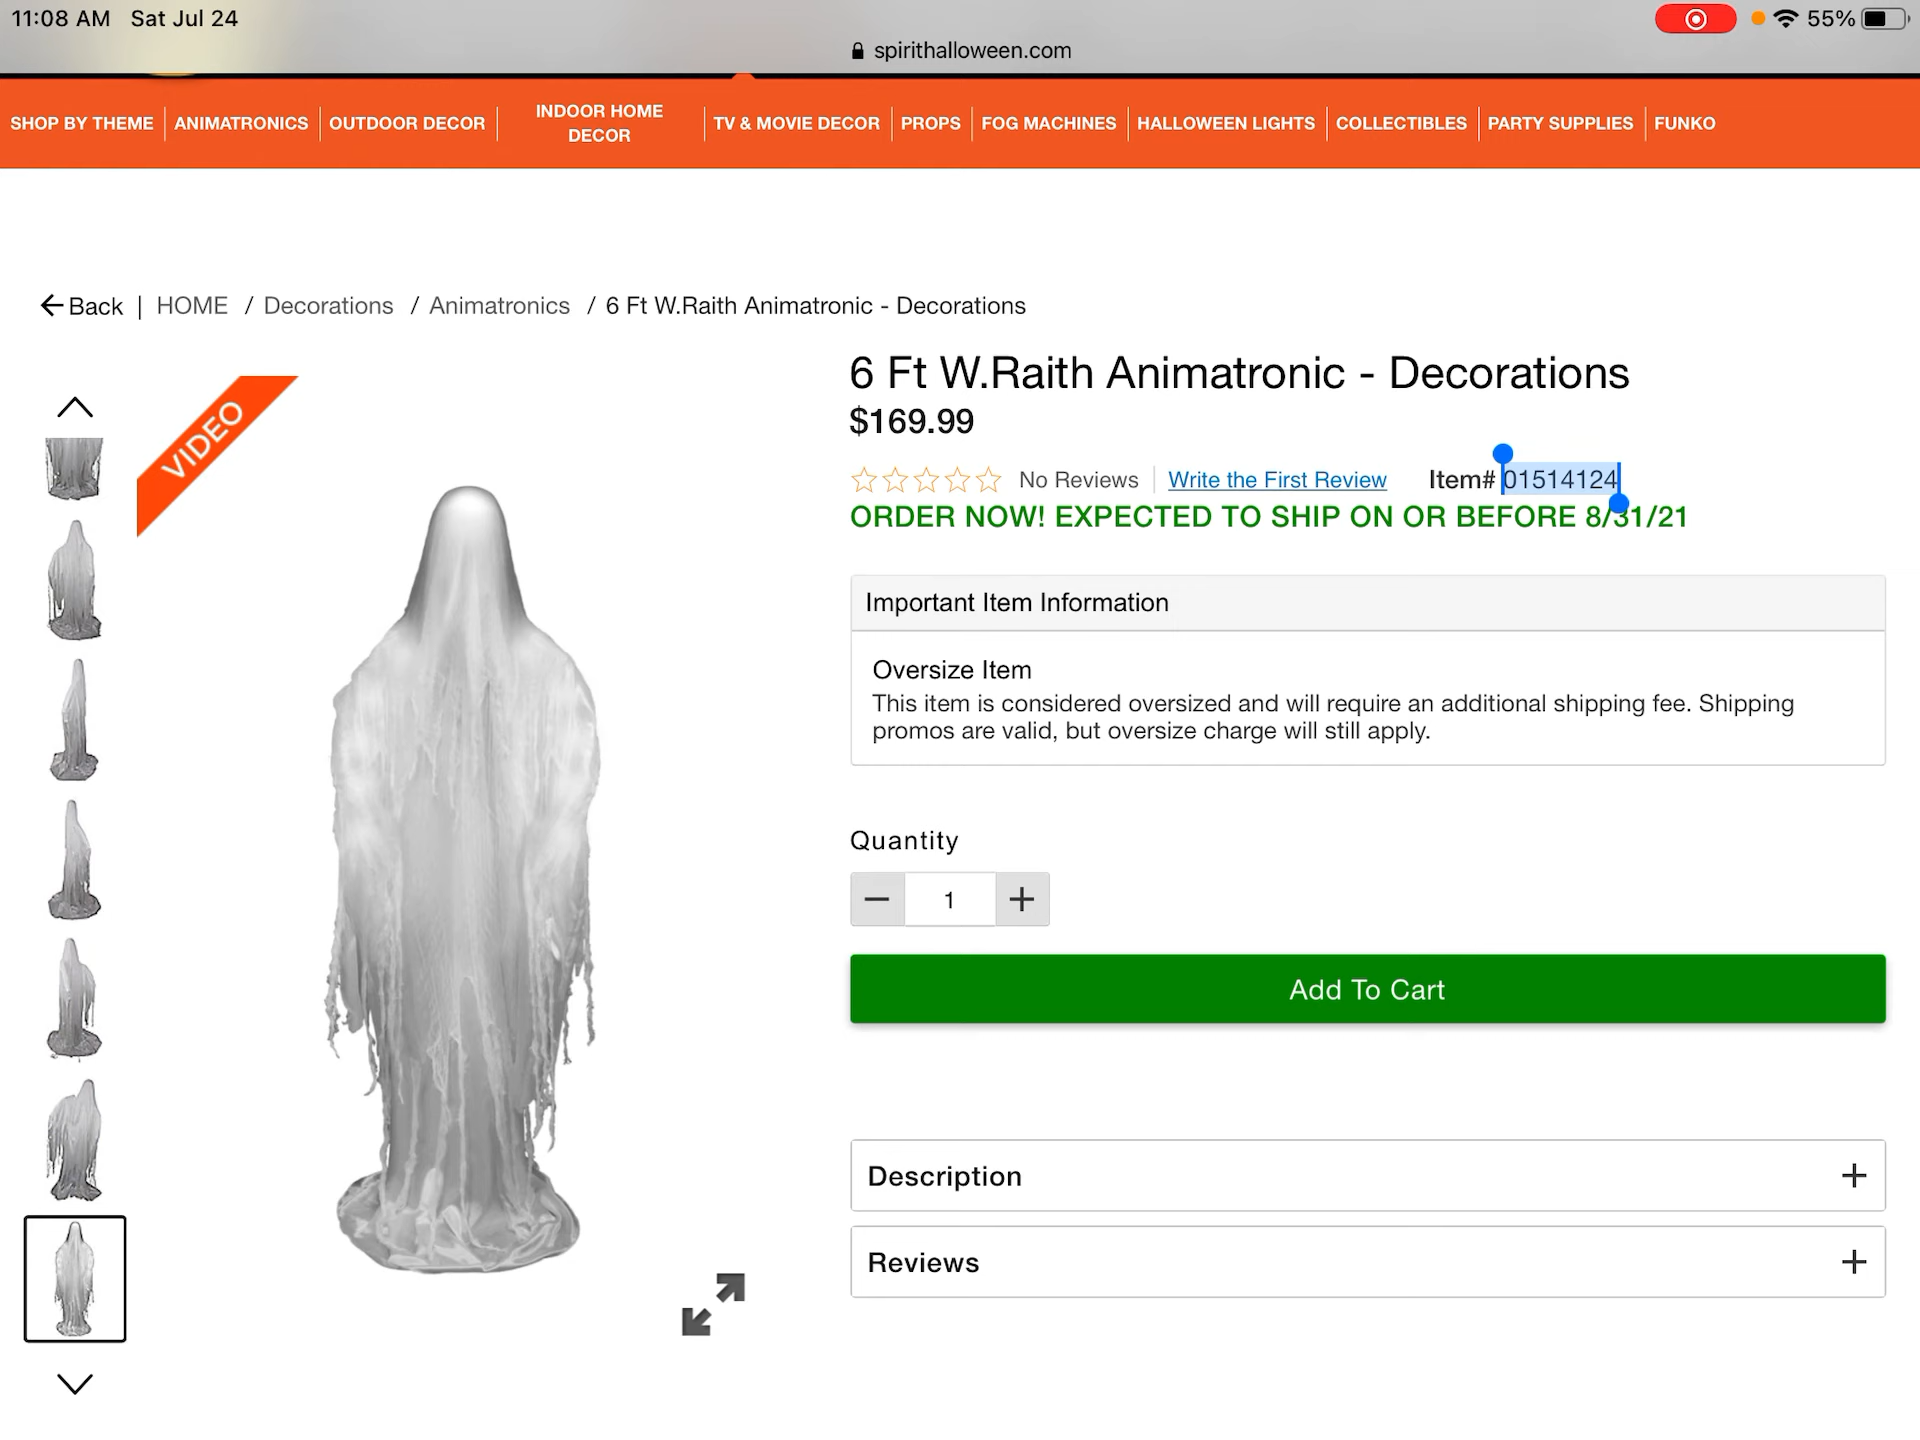 11:08 AM Sat Jul 24
55%
spirithalloween.com
SHOP BY THEME
ANIMATRONICS
OUTDOOR DECOR
INDOOR HOME
DECOR
TV & MOVIE DECOR
PROPS
FOG MACHINES
HALLOWEEN LIGHTS
COLLECTIBLES
PARTY SUPPLIES
FUNKO
Back | HOME / Decorations / Animatronics / 6 Ft W.Raith Animatronic - Decorations
VIDEO
6 Ft W.Raith Animatronic - Decorations
$169.99
No Reviews Write the First Review Item# 01514124
ORDER NOW! EXPECTED TO SHIP ON OR BEFORE 8/31/21
Important Item Information
Oversize Item
This item is considered oversized and will require an additional shipping fee. Shipping
promos are valid, but oversize charge will still apply.
Quantity
1
Add To Cart
Description
Reviews